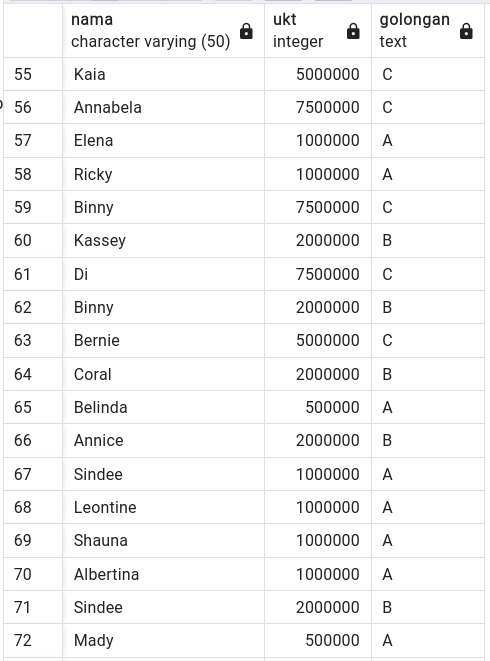 nama ukt golongan
character varying (50) integer text
55 Kaia 5000000 C
56 Annabela 7500000 C
57 Elena 1000000 A
58 Ricky 1000000 A
59 Binny 7500000 C
60 Kassey 2000000 B
61 Di 7500000 C
62 Binny 2000000 B
63 Bernie 5000000 C
64 Coral 2000000 B
65 Belinda 500000 A
66 Annice 2000000 B
67 Sindee 1000000 A
68 Leontine 1000000 A
69 Shauna 1000000 A
70 Albertina 1000000 A
71 Sindee 2000000 B
72 Mady 500000 A